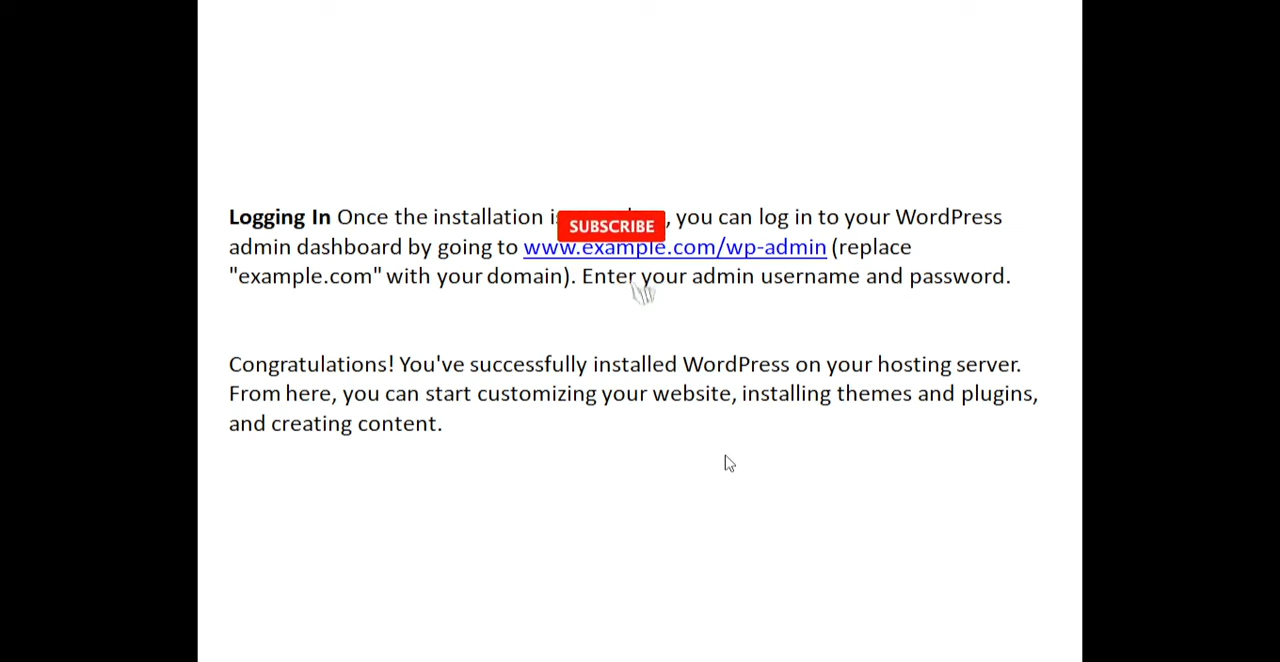 Logging In Once the installation , you can log in to your WordPress
SUBSCRIBE
admin dashboard by going to www.example.com/wp-admin (replace
"example.com" with your domain). Enter your admin username and password.
Congratulations! You've successfully installed WordPress on your hosting server.
From here, you can start customizing your website, installing themes and plugins,
and creating content.